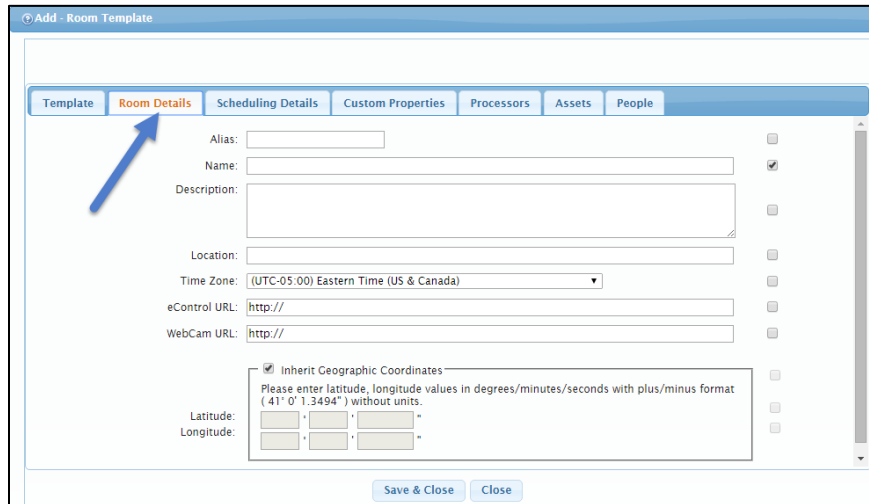 Add - Room Template
Template Room Details Scheduling Details Custom Properties Processors Assets People
Alias:
Name:
Description:
Location:
Time Zone: (UTC-05:00) Eastern Time (US & Canada)
eControl URL: http://
WebCam URL: http://
Inherit Geographic Coordinates
Please enter latitude, longitude values in degrees/minutes/seconds with plus/minus format
( 41° 0' 1.3494" ) without units.
Latitude: ° ' "
Longitude: ° ' "
Save & Close Close